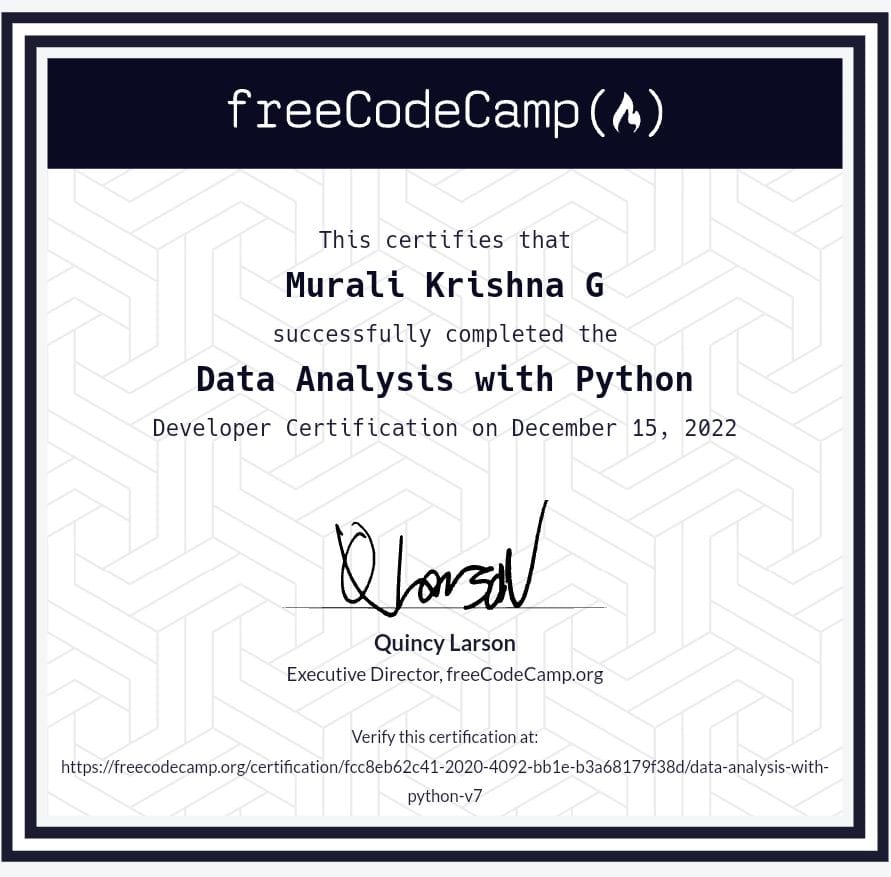 freeCodeCamp(🔥)
This certifies that
Murali Krishna G
successfully completed the
Data Analysis with Python
Developer Certification on December 15, 2022
Q Larson
Quincy Larson
Executive Director, freeCodeCamp.org
Verify this certification at:
https://freecodecamp.org/certification/fcc8eb62c41-2020-4092-bb1e-b3a68179f38d/data-analysis-with-
python-v7